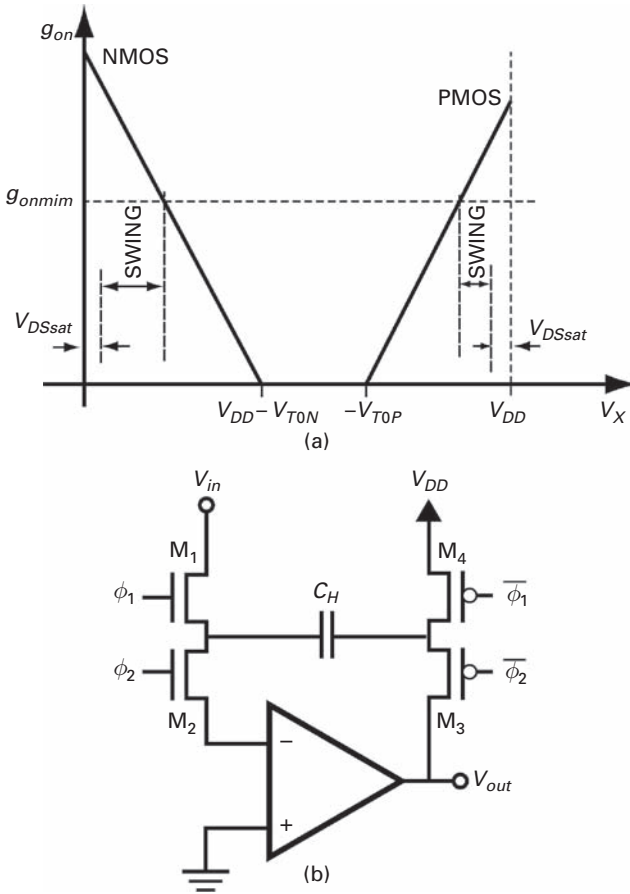 g_on
NMOS
PMOS
g_onmim
SWING
SWING
V_DSsat
V_DSsat
V_DD – V_T0N
–V_T0P
V_DD
V_X
(a)
V_in
V_DD
M_1
M_4
ϕ_1
C_H
ϕ̅_1
ϕ_2
ϕ̅_2
M_2
M_3
–
V_out
+
(b)